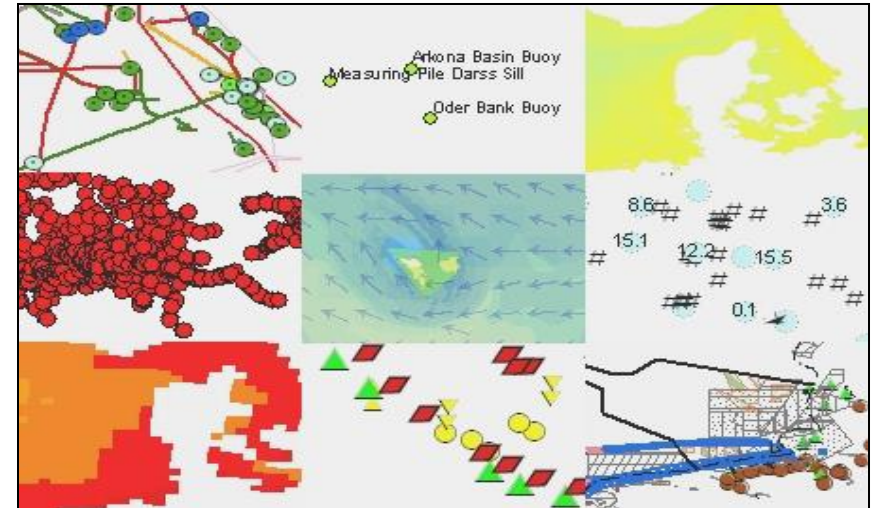 Arkona Basin Buoy
Measuring Pile Darss Sill
Oder Bank Buoy
8.6
3.6
15.1
12.2
15.5
0.1